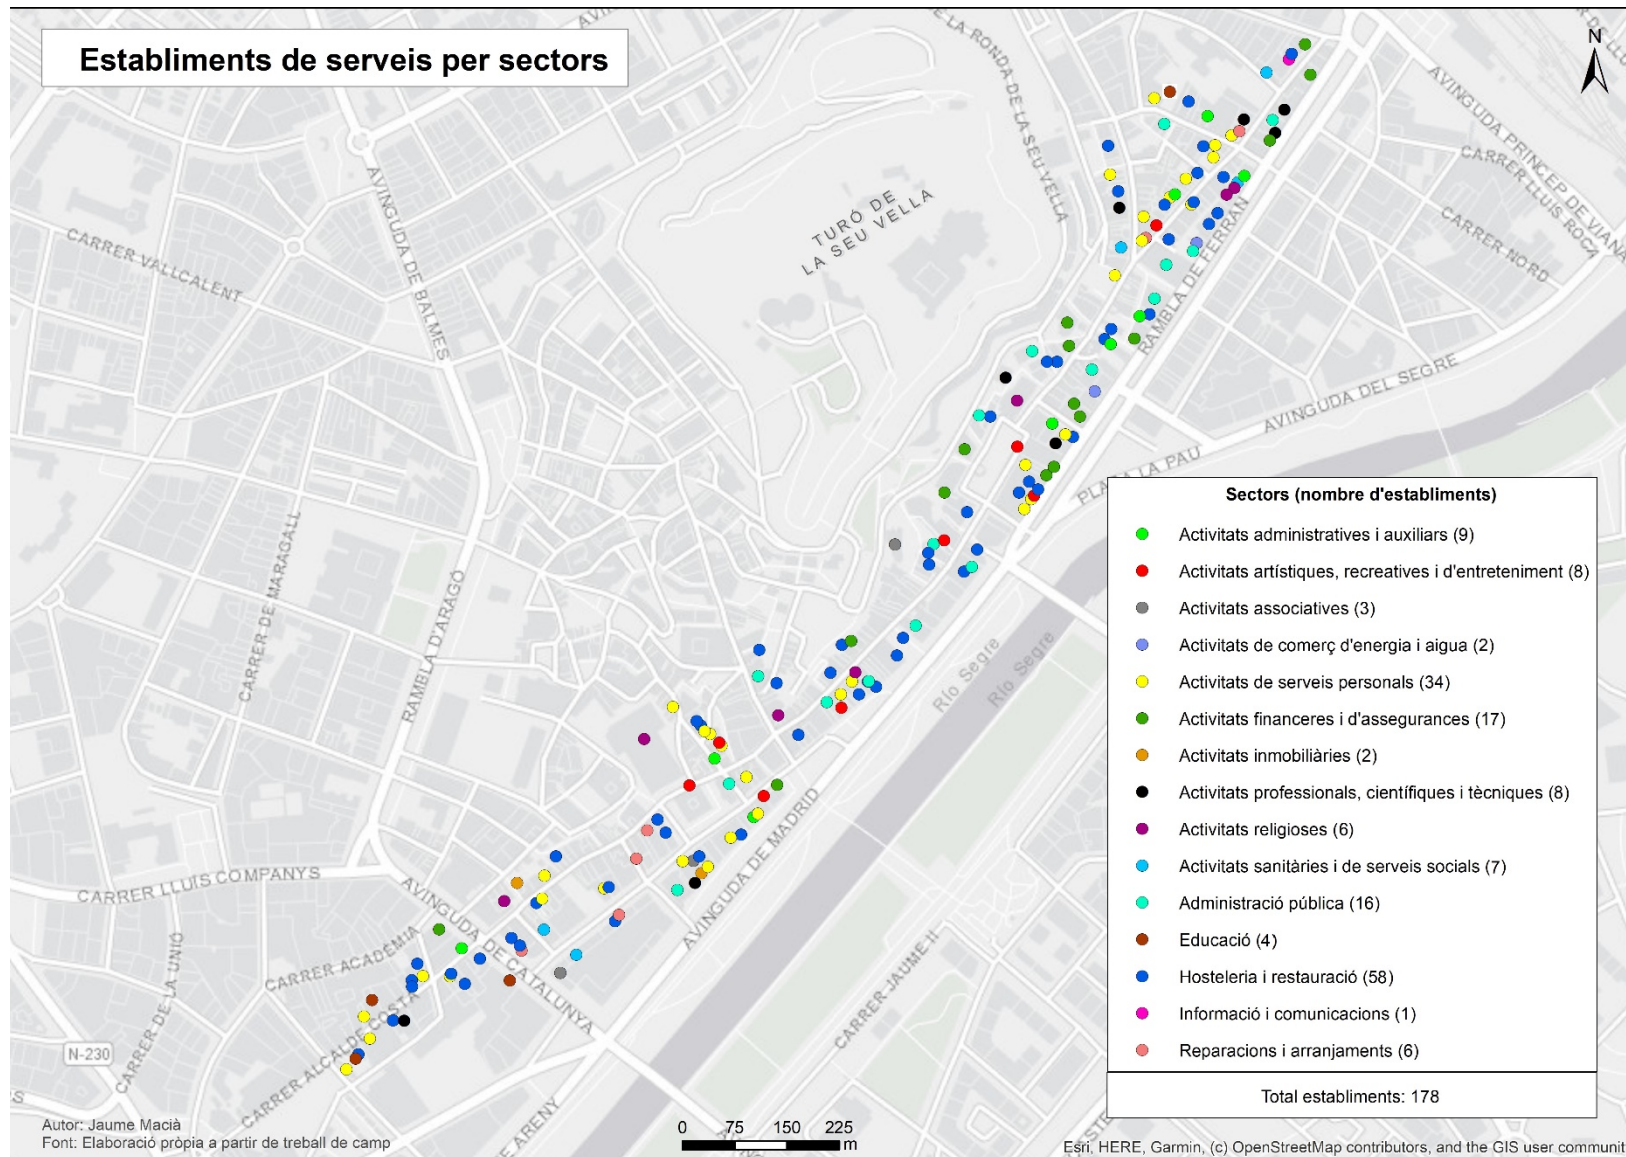 Establiments de serveis per sectors
N
DE LA RONDA DE LA SEU VELLA
AVINGUDA PRINCEP DE VIANA
CARRER LLUIS ROCA
CARRER NORD
AVINGUDA DE BALMES
CARRER VALLCALENT
TURÓ DE
LA SEU VELLA
RAMBLA DE FERRAN
AVINGUDA DEL SEGRE
PLAÇA LA PAU
CARRER DE MARAGALL
RAMBLA D'ARAGÓ
Río Segre
Río Segre
AVINGUDA DE MADRID
CARRER LLUÍS COMPANYS
AVINGUDA DE CATALUNYA
CARRER ACADÈMIA
CARRER DE LA UNIÓ
CARRER ALCALDE COSTA
CARRER JAUME II
N-230
Sectors (nombre d'establiments)
Activitats administratives i auxiliars (9)
Activitats artístiques, recreatives i d'entreteniment (8)
Activitats associatives (3)
Activitats de comerç d'energia i aigua (2)
Activitats de serveis personals (34)
Activitats financeres i d'assegurances (17)
Activitats inmobiliàries (2)
Activitats professionals, científiques i tècniques (8)
Activitats religioses (6)
Activitats sanitàries i de serveis socials (7)
Administració pública (16)
Educació (4)
Hosteleria i restauració (58)
Informació i comunicacions (1)
Reparacions i arranjaments (6)
Total establiments: 178
Autor: Jaume Macià
Font: Elaboració pròpia a partir de treball de camp
0 75 150 225
m
Esri, HERE, Garmin, (c) OpenStreetMap contributors, and the GIS user communit